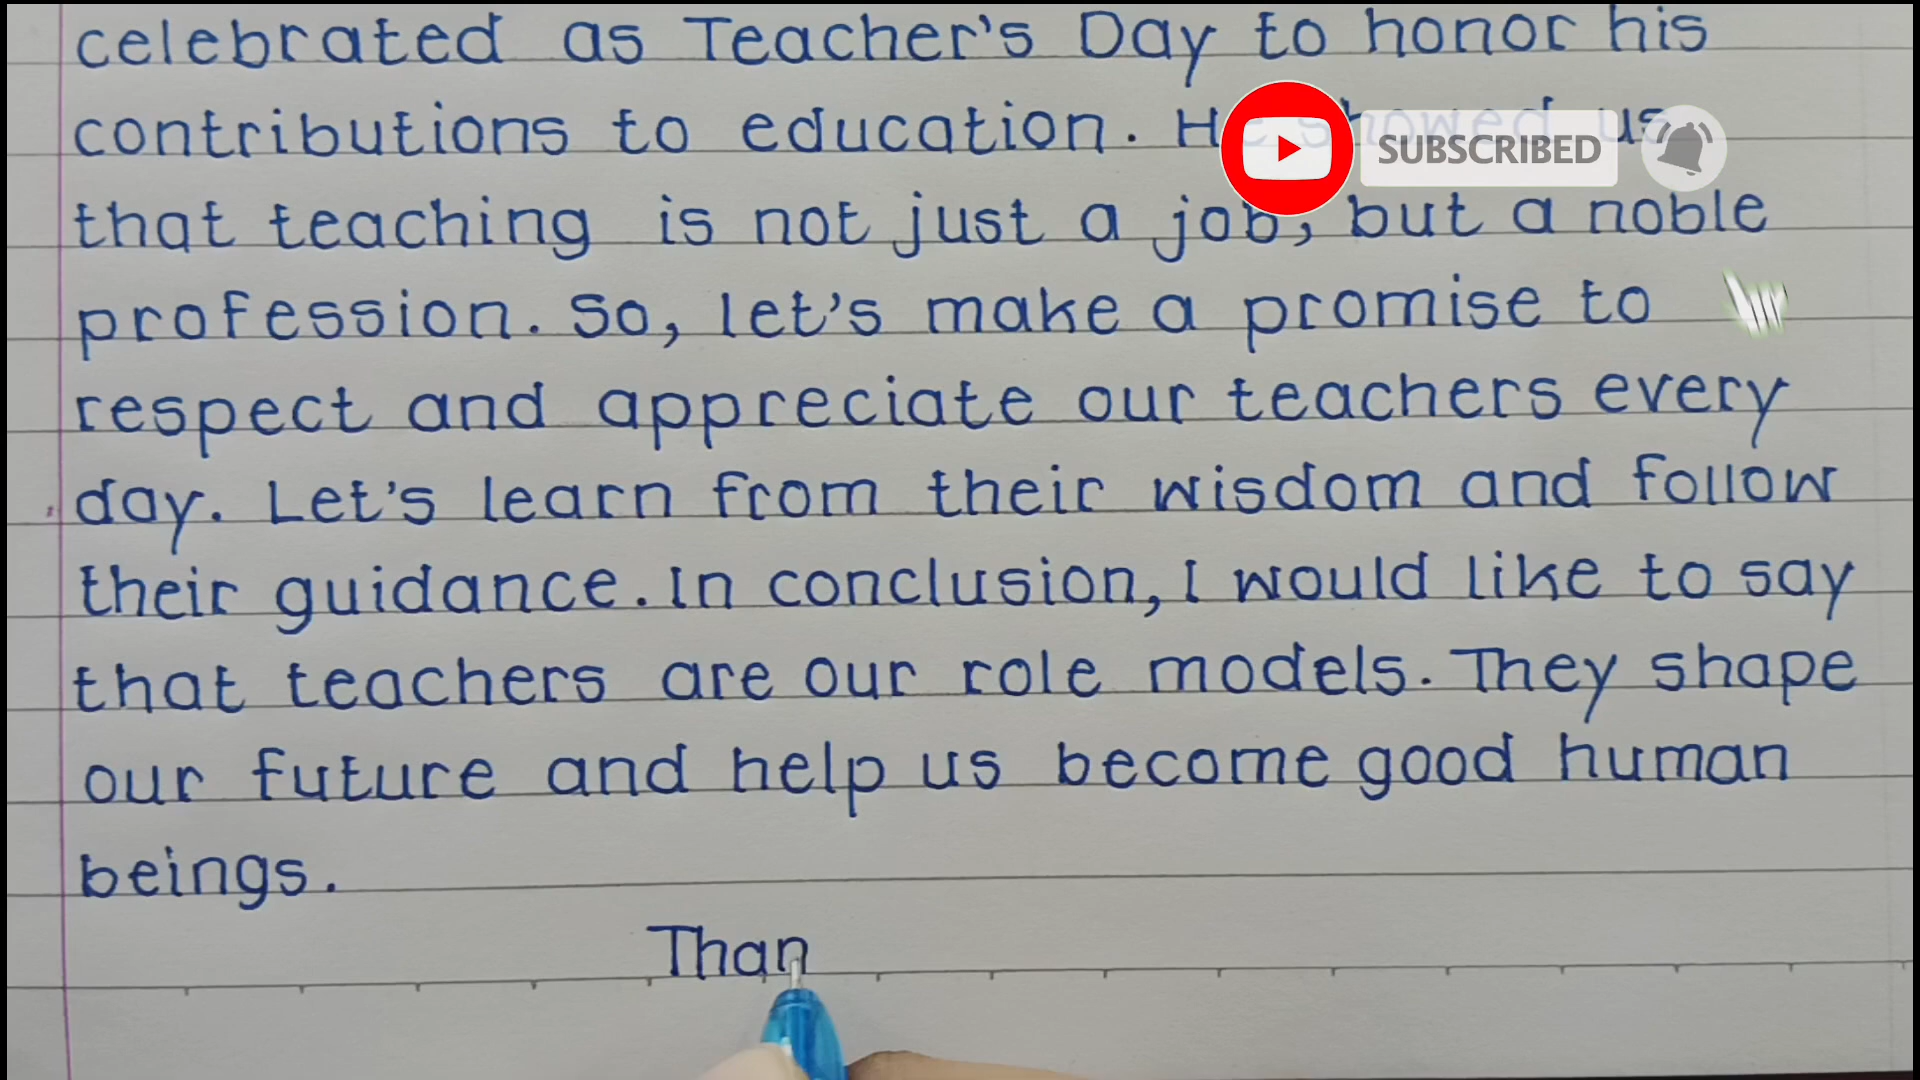 celebrated as Teacher's Day to honor his
contributions to education. He showed us
SUBSCRIBED
that teaching is not just a job, but a noble
profession. So, let's make a promise to
respect and appreciate our teachers every
day. Let's learn from their wisdom and follow
their guidance. In conclusion, I would like to say
that teachers are our role models. They shape
our future and help us become good human
beings.
Than